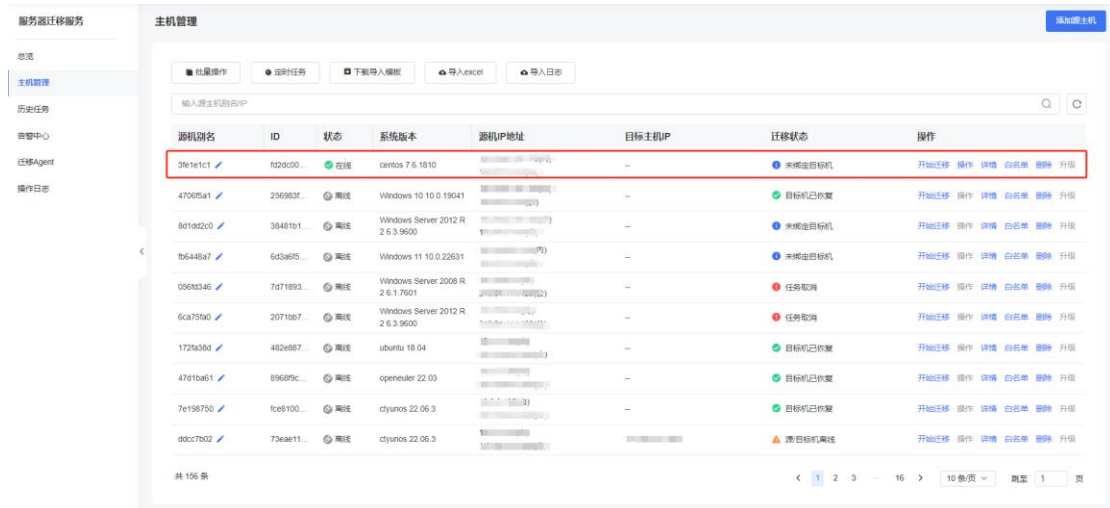 服务器迁移服务
主机管理
添加源主机
总览
主机管理
历史任务
告警中心
迁移Agent
操作日志
批量操作 定时任务 下载导入模板 导入excel 导入日志
输入源主机别名/IP
源机别名 ID 状态 系统版本 源机IP地址 目标主机IP 迁移状态 操作
3fe1e1c1 fd2dc00... 在线 centos 7.6.1810 -- 未绑定目标机 开始迁移 操作 详情 白名单 删除 升级
4706f5a1 256983f... 离线 Windows 10 10.0.19041 -- 目标机已恢复 开始迁移 操作 详情 白名单 删除 升级
8d1dd2c0 38481b1... 离线 Windows Server 2012 R -- 未绑定目标机 开始迁移 操作 详情 白名单 删除 升级
2 6.3.9600
fb6448a7 6d3a6f5... 离线 Windows 11 10.0.22631 内) -- 未绑定目标机 开始迁移 操作 详情 白名单 删除 升级
056fd346 7d71893... 离线 Windows Server 2008 R -- 任务取消 开始迁移 操作 详情 白名单 删除 升级
2 6.1.7601
6ca75fa0 2071bb7... 离线 Windows Server 2012 R -- 任务取消 开始迁移 操作 详情 白名单 删除 升级
2 6.3.9600
172fa38d 482e687... 离线 ubuntu 18.04 -- 目标机已恢复 开始迁移 操作 详情 白名单 删除 升级
47d1ba61 8968f9c... 离线 openeuler 22.03 -- 目标机已恢复 开始迁移 操作 详情 白名单 删除 升级
7e198750 fce8100... 离线 ctyunos 22.06.3 -- 目标机已恢复 开始迁移 操作 详情 白名单 删除 升级
ddcc7b02 73eae11... 离线 ctyunos 22.06.3 源/目标机离线 开始迁移 操作 详情 白名单 删除 升级
共 156 条
1 2 3 ... 16 10 条/页 跳至 1 页